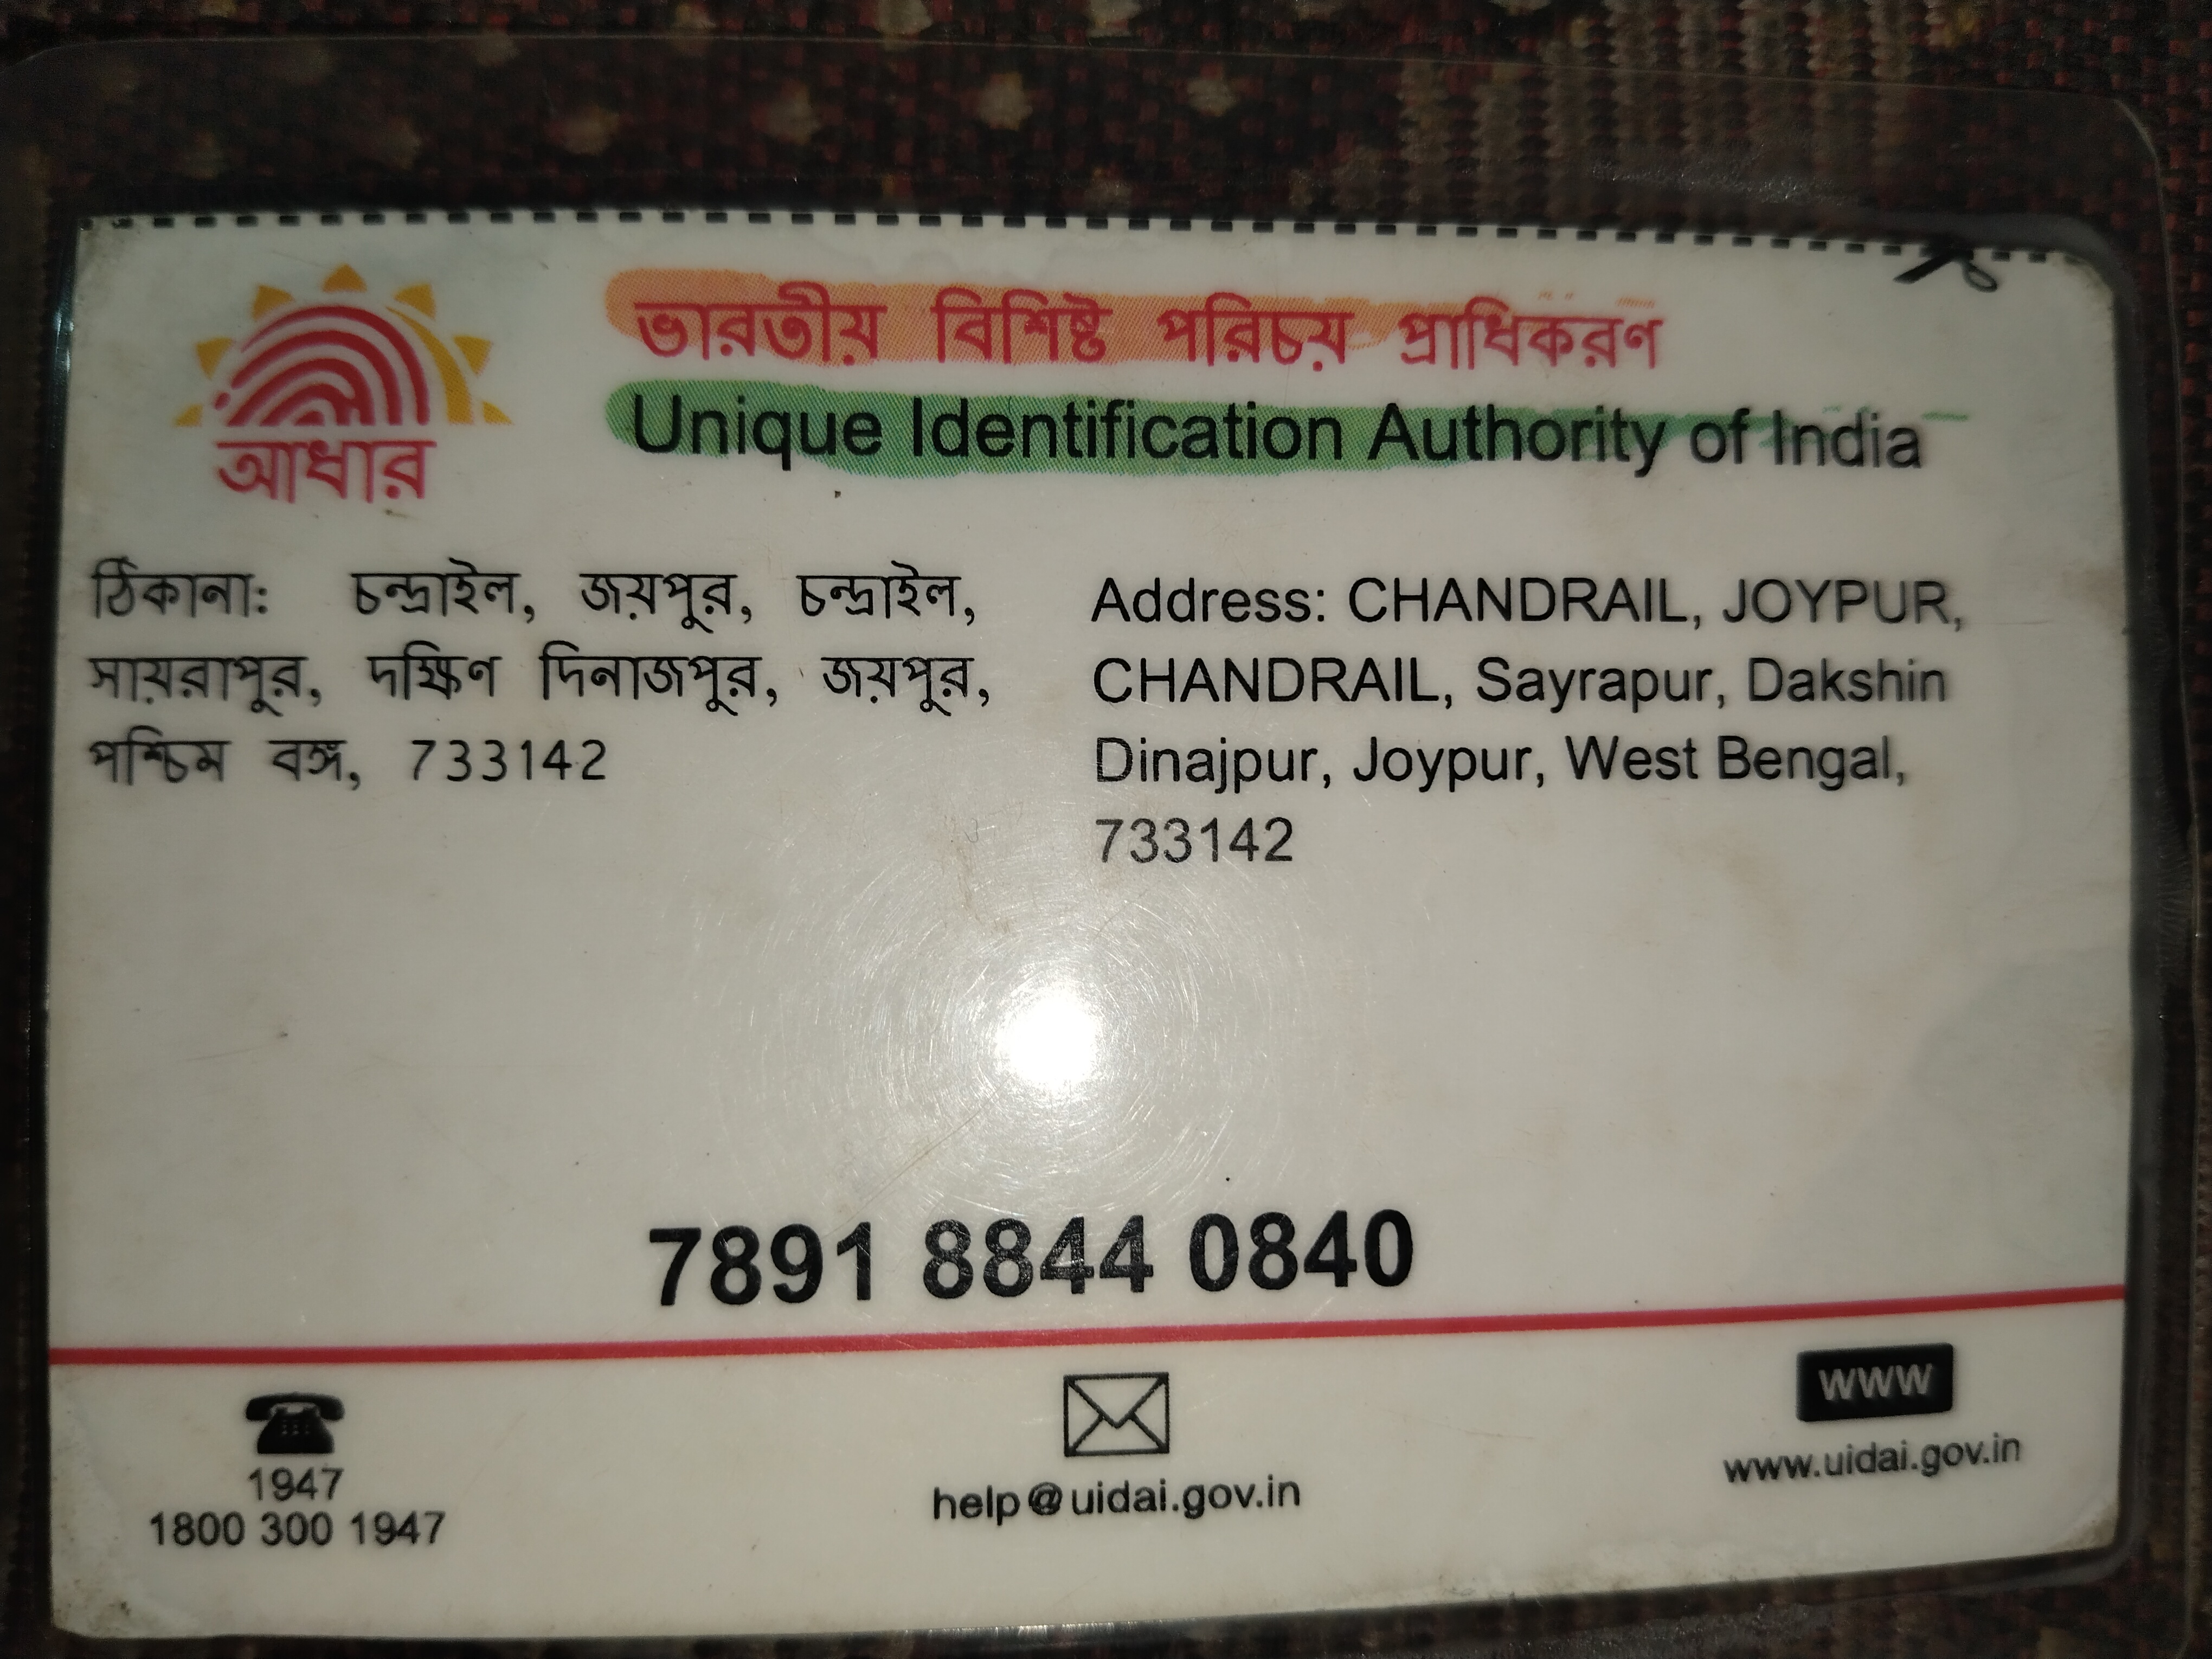 ভারতীয় বিশিষ্ট পরিচয় প্রাধিকরণ
Unique Identification Authority of India
আধার
ঠিকানা: চন্দ্রাইল, জয়পুর, চন্দ্রাইল,
সায়রাপুর, দক্ষিণ দিনাজপুর, জয়পুর,
পশ্চিম বঙ্গ, 733142
Address: CHANDRAIL, JOYPUR,
CHANDRAIL, Sayrapur, Dakshin
Dinajpur, Joypur, West Bengal,
733142
7891 8844 0840
1947
1800 300 1947
help@uidai.gov.in
www
www.uidai.gov.in